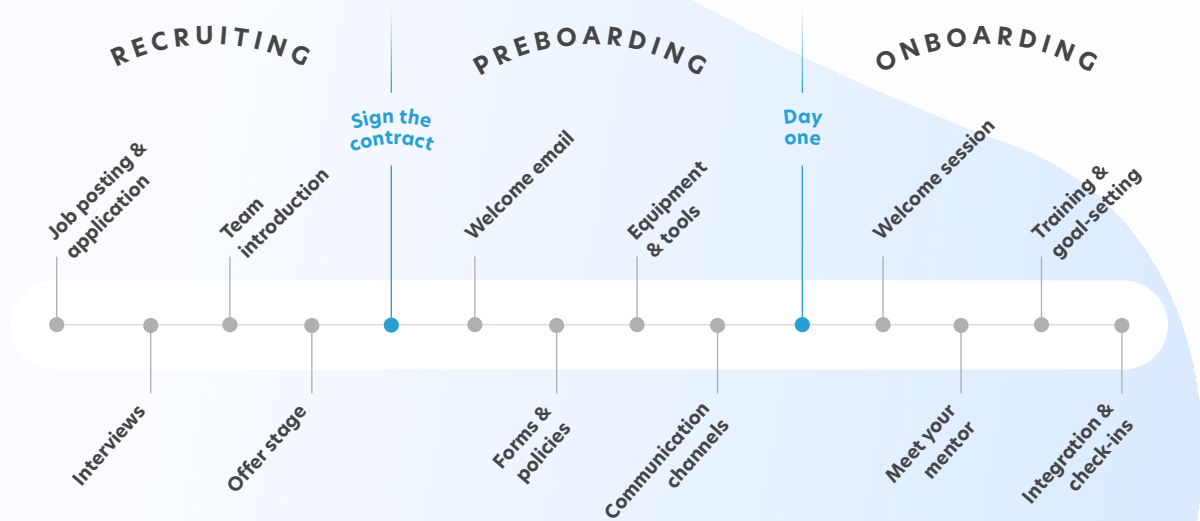 RECRUITING
PREBOARDING
ONBOARDING
Sign the
contract
Day
one
Job posting &
application
Team
introduction
Welcome email
Equipment
& tools
Welcome session
Training &
goal-setting
Interviews
Offer stage
Forms &
policies
Communication
channels
Meet your
mentor
Integration &
check-ins